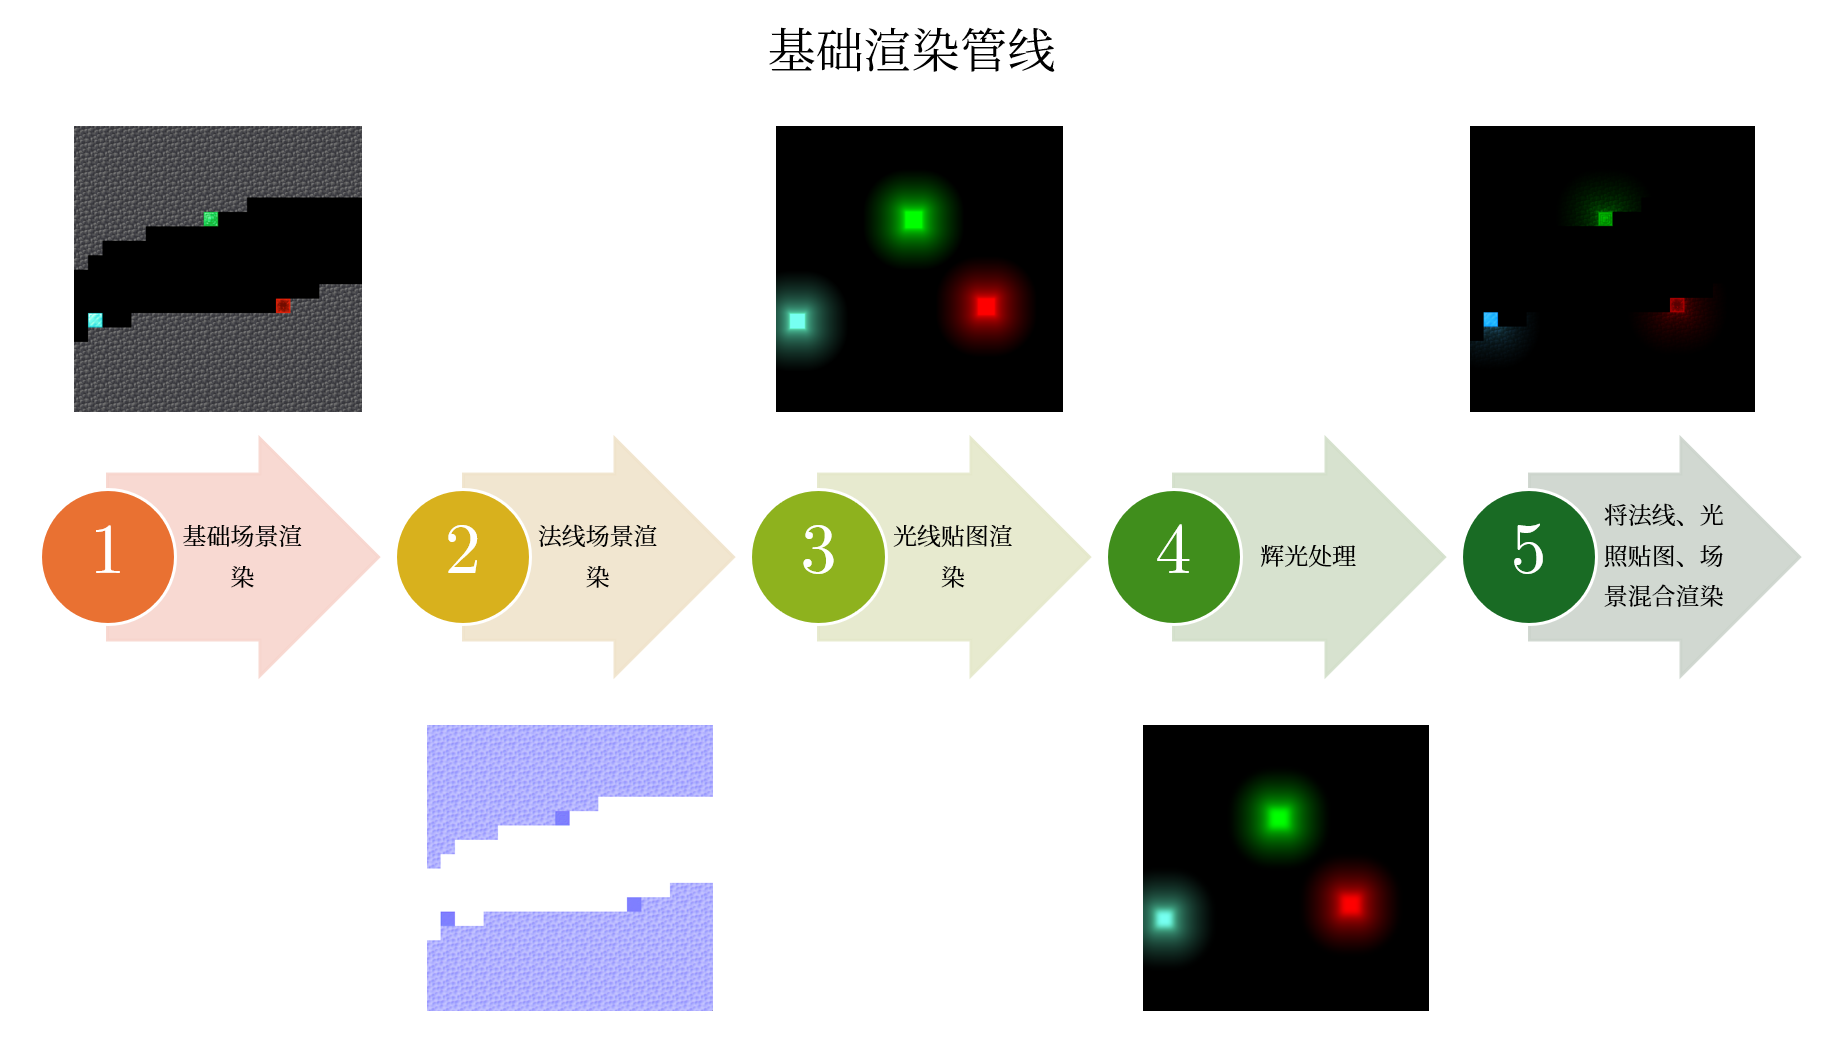 基础渲染管线
1
基础场景渲
染
2
法线场景渲
染
3
光线贴图渲
染
4
辉光处理
5
将法线、光
照贴图、场
景混合渲染